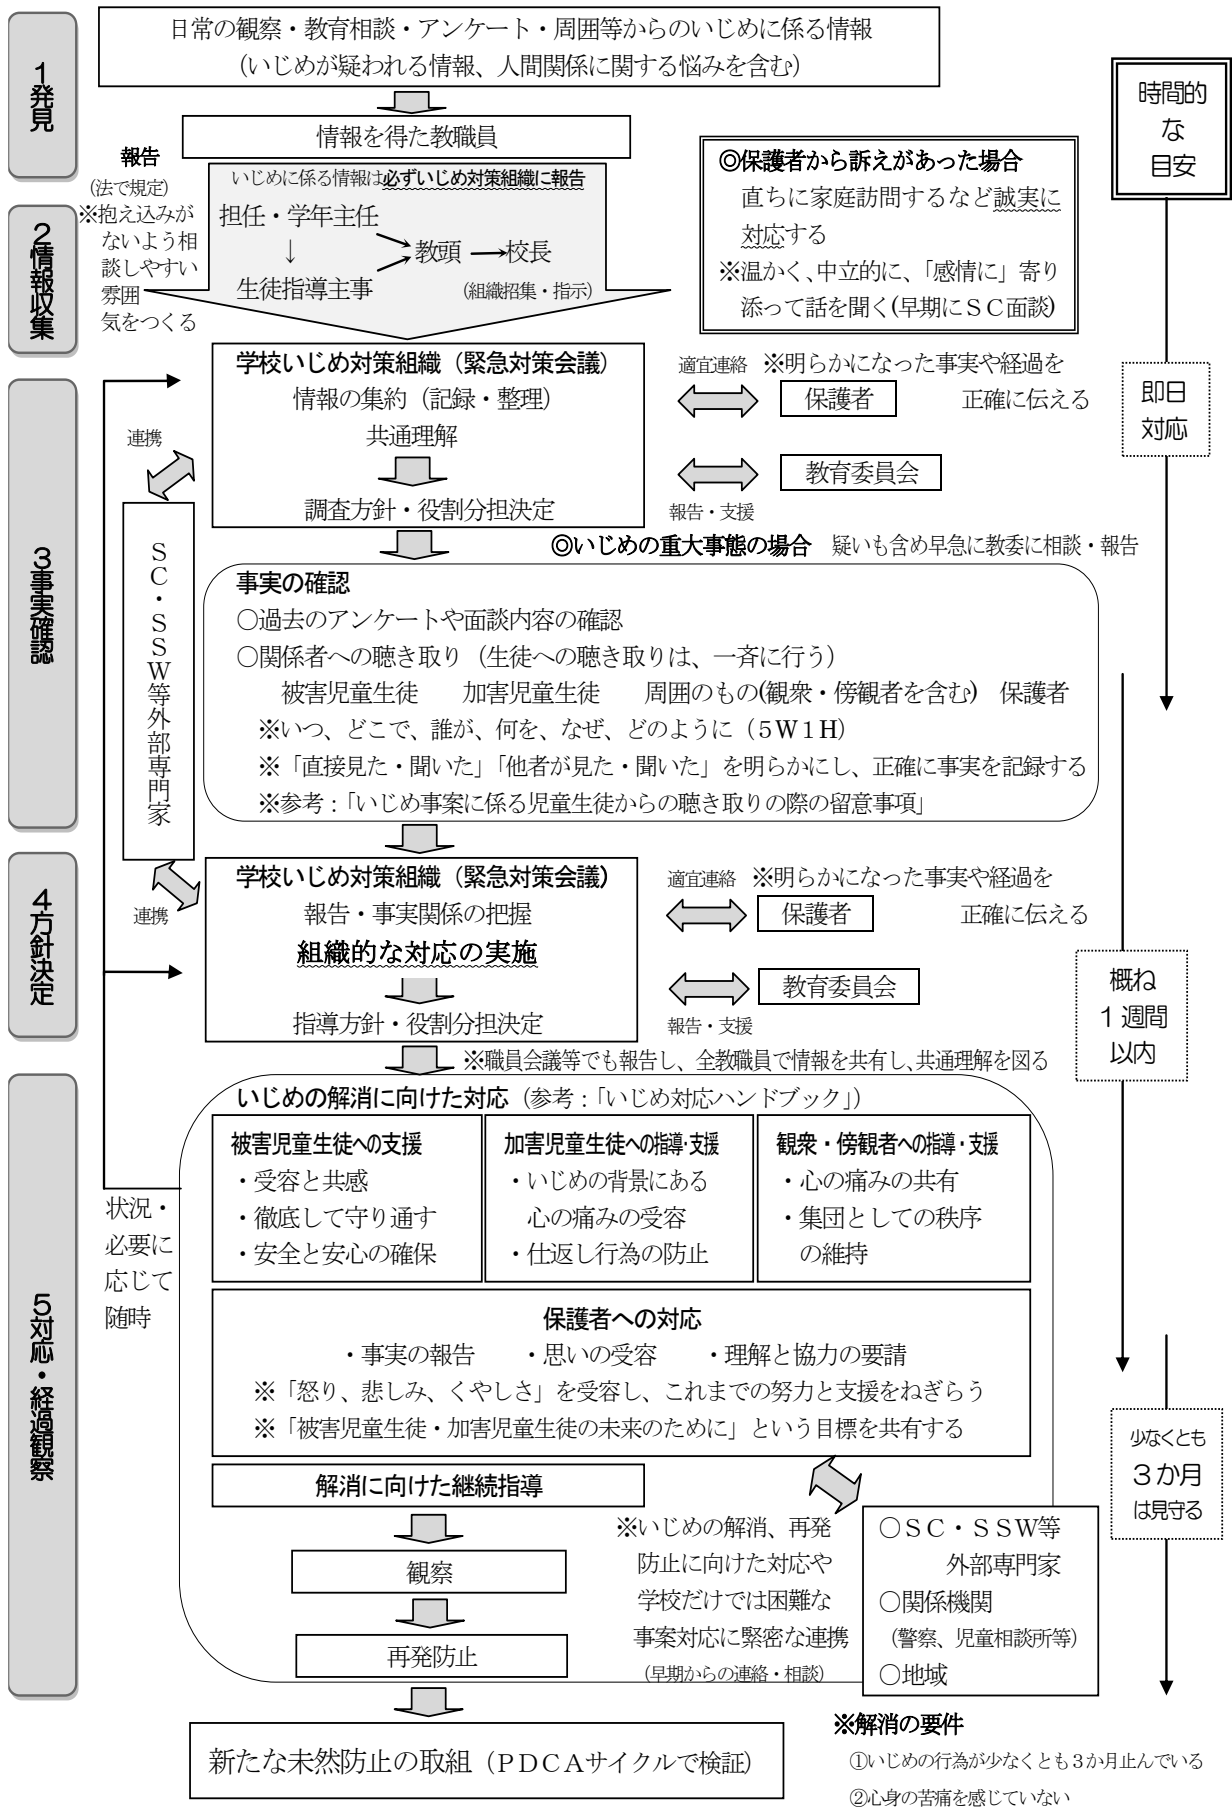 日常の観察・教育相談・アンケート・周囲等からのいじめに係る情報
(いじめが疑われる情報、人間関係に関する悩みを含む)
1発見
時間的
な
目安
情報を得た教職員
報告
(法で規定)
※抱え込みが
ないよう相
談しやすい
雰囲
気をつくる
いじめに係る情報は必ずいじめ対策組織に報告
担任・学年主任
↓
生徒指導主事
教頭
校長
(組織招集・指示)
◎保護者から訴えがあった場合
直ちに家庭訪問するなど誠実に
対応する
※温かく、中立的に、「感情に」寄り
添って話を聞く(早期にSC面談)
2情報収集
学校いじめ対策組織(緊急対策会議)
情報の集約(記録・整理)
共通理解
調査方針・役割分担決定
適宜連絡 ※明らかになった事実や経過を
保護者 正確に伝える
教育委員会
報告・支援
即日
対応
連携
SC・SSW等外部専門家
3事実確認
◎いじめの重大事態の場合 疑いも含め早急に教委に相談・報告
事実の確認
○過去のアンケートや面談内容の確認
○関係者への聴き取り(生徒への聴き取りは、一斉に行う)
被害児童生徒 加害児童生徒 周囲のもの(観衆・傍観者を含む) 保護者
※いつ、どこで、誰が、何を、なぜ、どのように(5W1H)
※「直接見た・聞いた」「他者が見た・聞いた」を明らかにし、正確に事実を記録する
※参考:「いじめ事案に係る児童生徒からの聴き取りの際の留意事項」
4方針決定
連携
学校いじめ対策組織(緊急対策会議)
報告・事実関係の把握
組織的な対応の実施
指導方針・役割分担決定
適宜連絡 ※明らかになった事実や経過を
保護者 正確に伝える
教育委員会
報告・支援
概ね
1週間
以内
※職員会議等でも報告し、全教職員で情報を共有し、共通理解を図る
5対応・経過観察
状況・
必要に
応じて
随時
いじめの解消に向けた対応(参考:「いじめ対応ハンドブック」)
被害児童生徒への支援
・受容と共感
・徹底して守り通す
・安全と安心の確保
加害児童生徒への指導・支援
・いじめの背景にある
心の痛みの受容
・仕返し行為の防止
観衆・傍観者への指導・支援
・心の痛みの共有
・集団としての秩序
の維持
保護者への対応
・事実の報告 ・思いの受容 ・理解と協力の要請
※「怒り、悲しみ、くやしさ」を受容し、これまでの努力と支援をねぎらう
※「被害児童生徒・加害児童生徒の未来のために」という目標を共有する
少なくとも
3か月
は見守る
解消に向けた継続指導
観察
再発防止
※いじめの解消、再発
防止に向けた対応や
学校だけでは困難な
事案対応に緊密な連携
(早期からの連絡・相談)
○SC・SSW等
外部専門家
○関係機関
(警察、児童相談所等)
○地域
新たな未然防止の取組(PDCAサイクルで検証)
※解消の要件
①いじめの行為が少なくとも3か月止んでいる
②心身の苦痛を感じていない